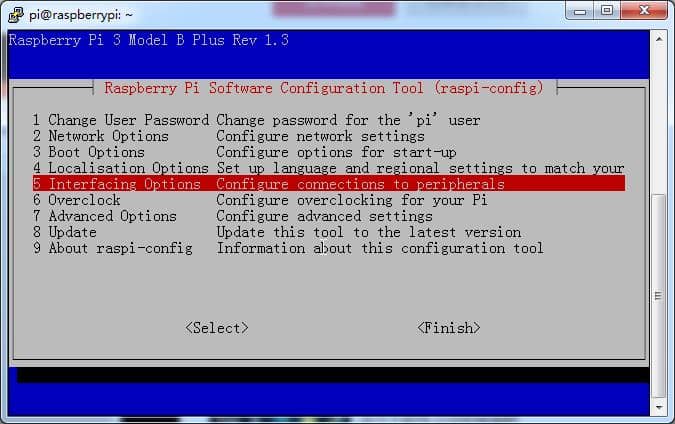 pi@raspberrypi: ~
Raspberry Pi 3 Model B Plus Rev 1.3
Raspberry Pi Software Configuration Tool (raspi-config)
1 Change User Password Change password for the 'pi' user
2 Network Options Configure network settings
3 Boot Options Configure options for start-up
4 Localisation Options Set up language and regional settings to match your
5 Interfacing Options Configure connections to peripherals
6 Overclock Configure overclocking for your Pi
7 Advanced Options Configure advanced settings
8 Update Update this tool to the latest version
9 About raspi-config Information about this configuration tool
<Select> <Finish>